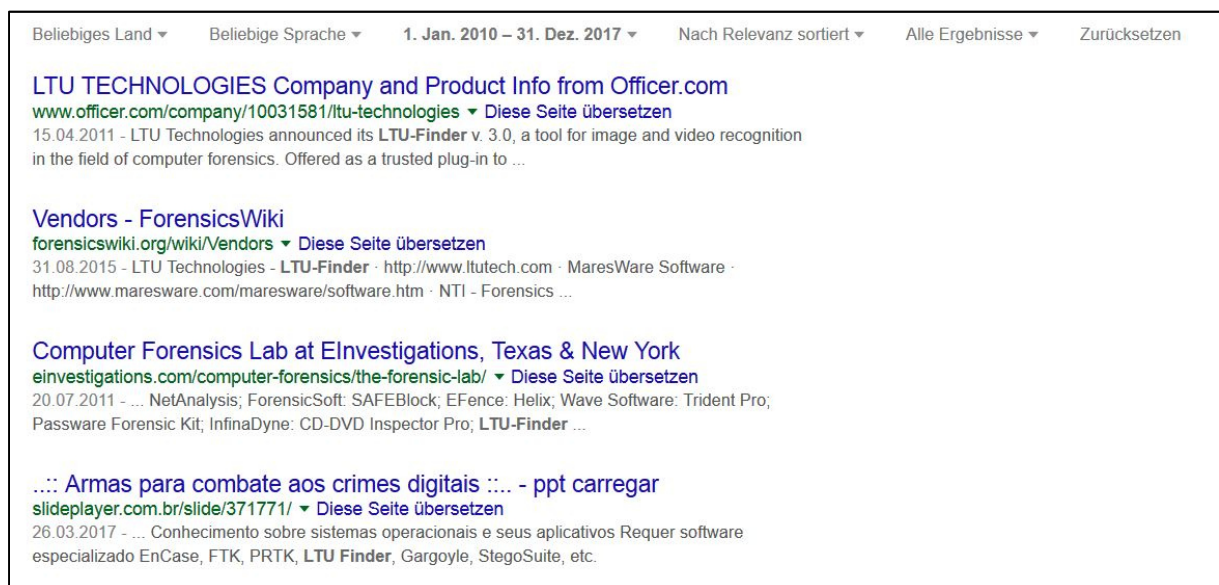 Beliebiges Land ▾ Beliebige Sprache ▾ 1. Jan. 2010 – 31. Dez. 2017 ▾ Nach Relevanz sortiert ▾ Alle Ergebnisse ▾ Zurücksetzen
LTU TECHNOLOGIES Company and Product Info from Officer.com
www.officer.com/company/10031581/ltu-technologies ▾ Diese Seite übersetzen
15.04.2011 - LTU Technologies announced its LTU-Finder v. 3.0, a tool for image and video recognition
in the field of computer forensics. Offered as a trusted plug-in to ...
Vendors - ForensicsWiki
forensicswiki.org/wiki/Vendors ▾ Diese Seite übersetzen
31.08.2015 - LTU Technologies - LTU-Finder · http://www.ltutech.com · MaresWare Software ·
http://www.maresware.com/maresware/software.htm · NTI - Forensics ...
Computer Forensics Lab at EInvestigations, Texas & New York
einvestigations.com/computer-forensics/the-forensic-lab/ ▾ Diese Seite übersetzen
20.07.2011 - ... NetAnalysis; ForensicSoft: SAFEBlock; EFence: Helix; Wave Software: Trident Pro;
Passware Forensic Kit; InfinaDyne: CD-DVD Inspector Pro; LTU-Finder ...
..:: Armas para combate aos crimes digitais ::.. - ppt carregar
slideplayer.com.br/slide/371771/ ▾ Diese Seite übersetzen
26.03.2017 - ... Conhecimento sobre sistemas operacionais e seus aplicativos Requer software
especializado EnCase, FTK, PRTK, LTU Finder, Gargoyle, StegoSuite, etc.